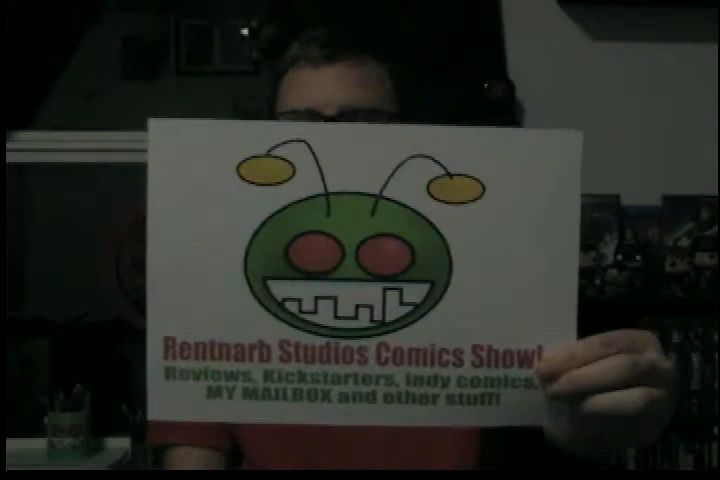 Rentnarb Studios Comics Show!
Reviews, Kickstarters, indy comics,
MY MAILBOX and other stuff!